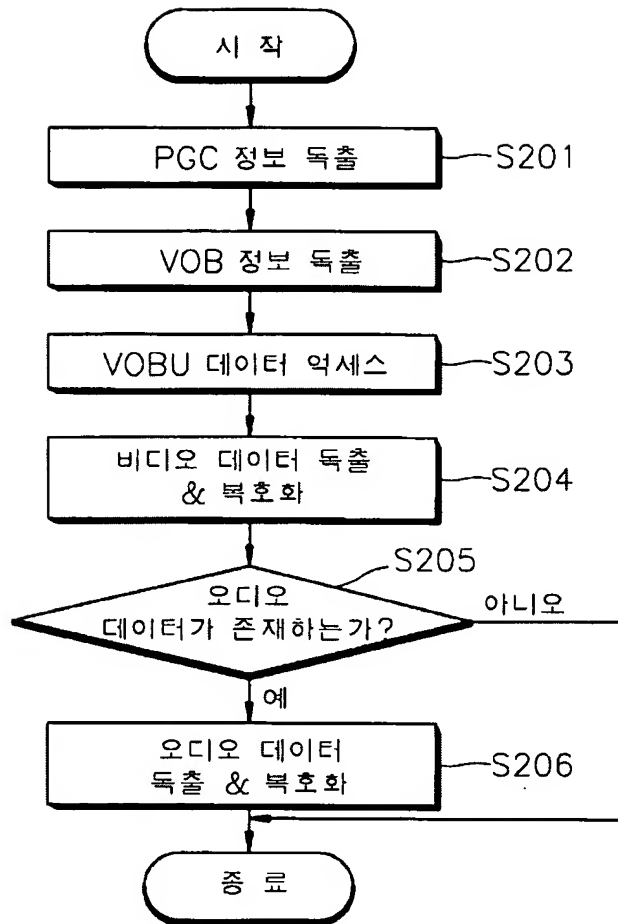 시 작
PGC 정보 독출
S201
VOB 정보 독출
S202
VOBU 데이터 억세스
S203
비디오 데이터 독출
& 복호화
S204
S205
오디오
데이터가 존재하는가?
아니오
예
오디오 데이터
독출 & 복호화
S206
종 료